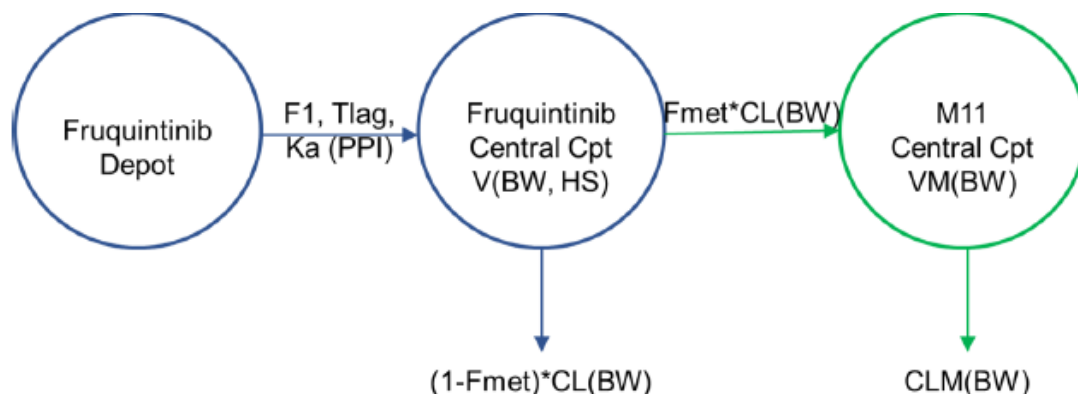 Fruquintinib
Depot
F1, Tlag,
Ka (PPI)
Fruquintinib
Central Cpt
V(BW, HS)
Fmet*CL(BW)
M11
Central Cpt
VM(BW)
(1-Fmet)*CL(BW)
CLM(BW)